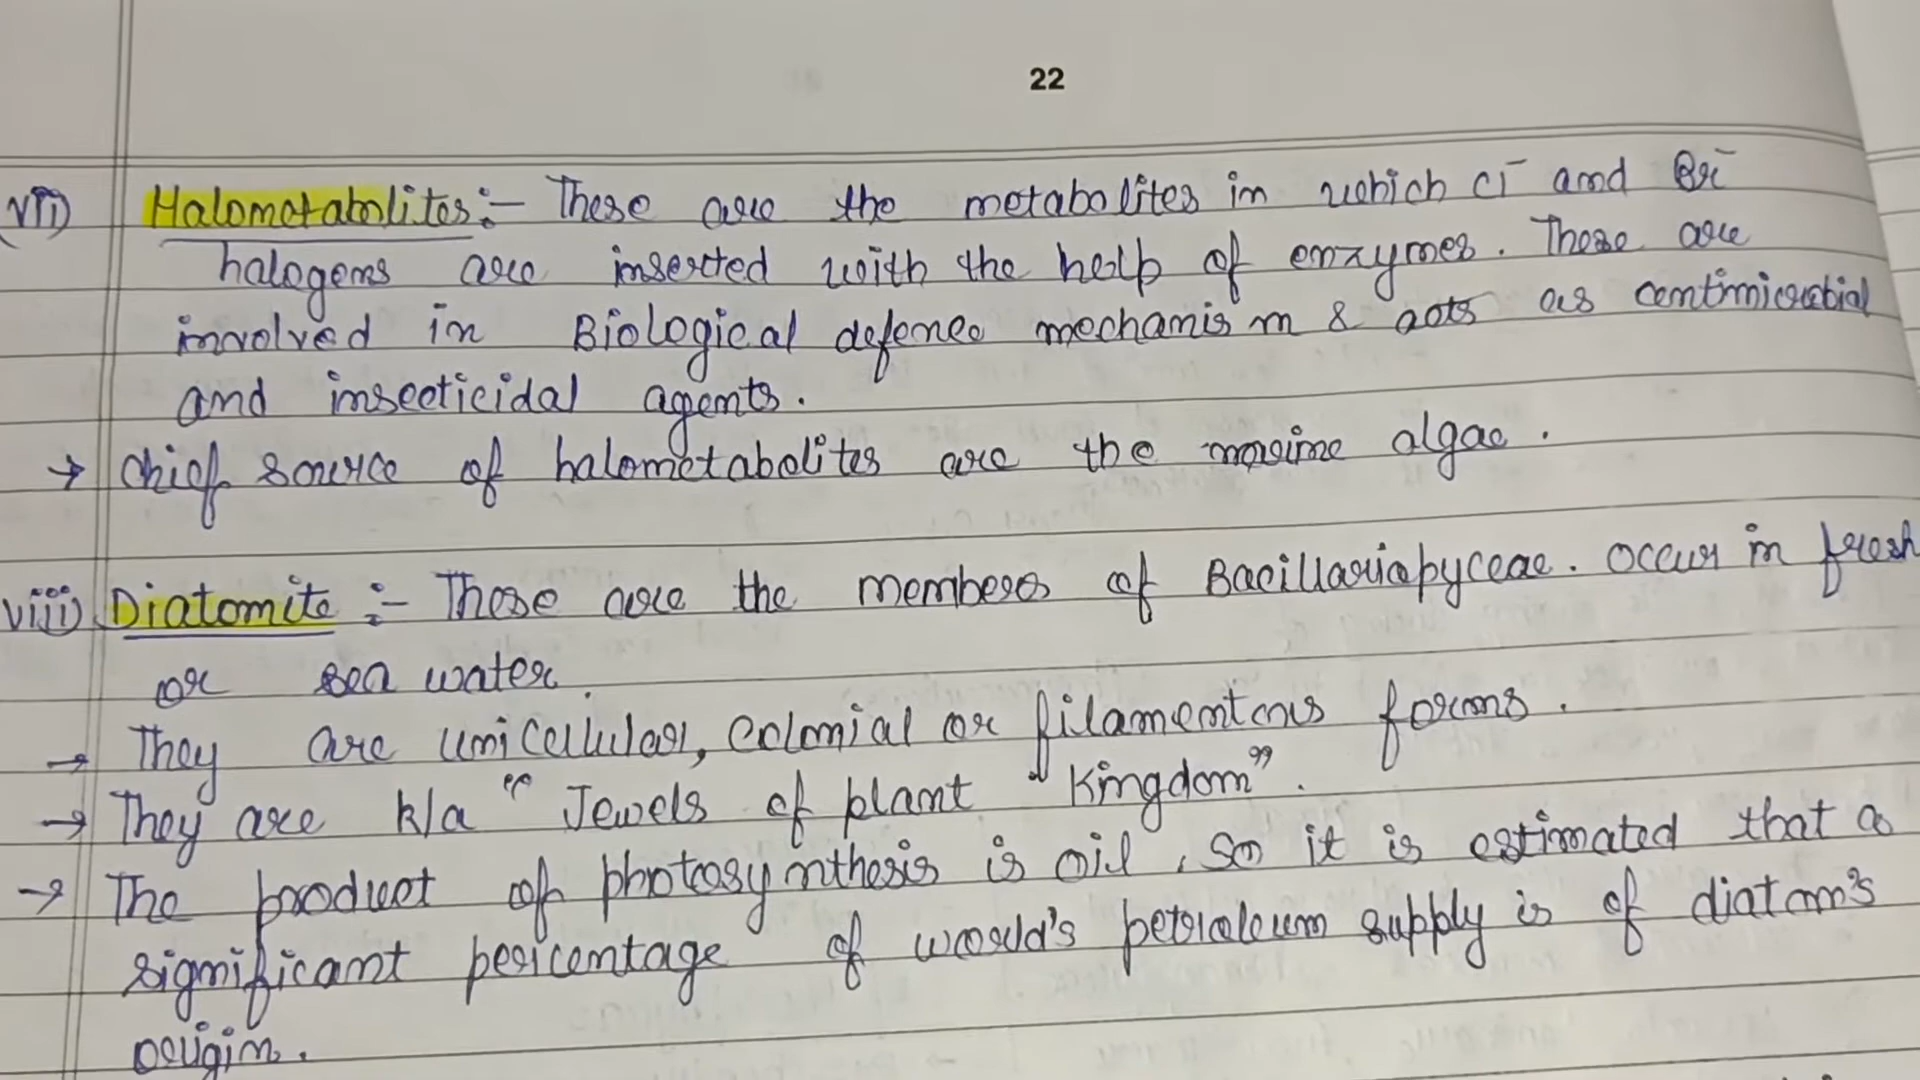 22
vii) Halometabolites :- These are the metabolites in which Cl⁻ and Br⁻
halogens are inserted with the help of enzymes. These are
involved in Biological defence mechanism & acts as antimicrobial
and insecticidal agents.
→ Chief source of halometabolites are the marine algae.
viii) Diatomite :- These are the members of Bacillariopyceae. Occur in fresh
or sea water.
→ They are unicellular, colonial or filamentous forms.
→ They are k/a "Jewels of plant "Kingdom".
→ The product of photosynthesis is oil, so it is estimated that a
significant percentage of world's petroleum supply is of diatom's
origin.